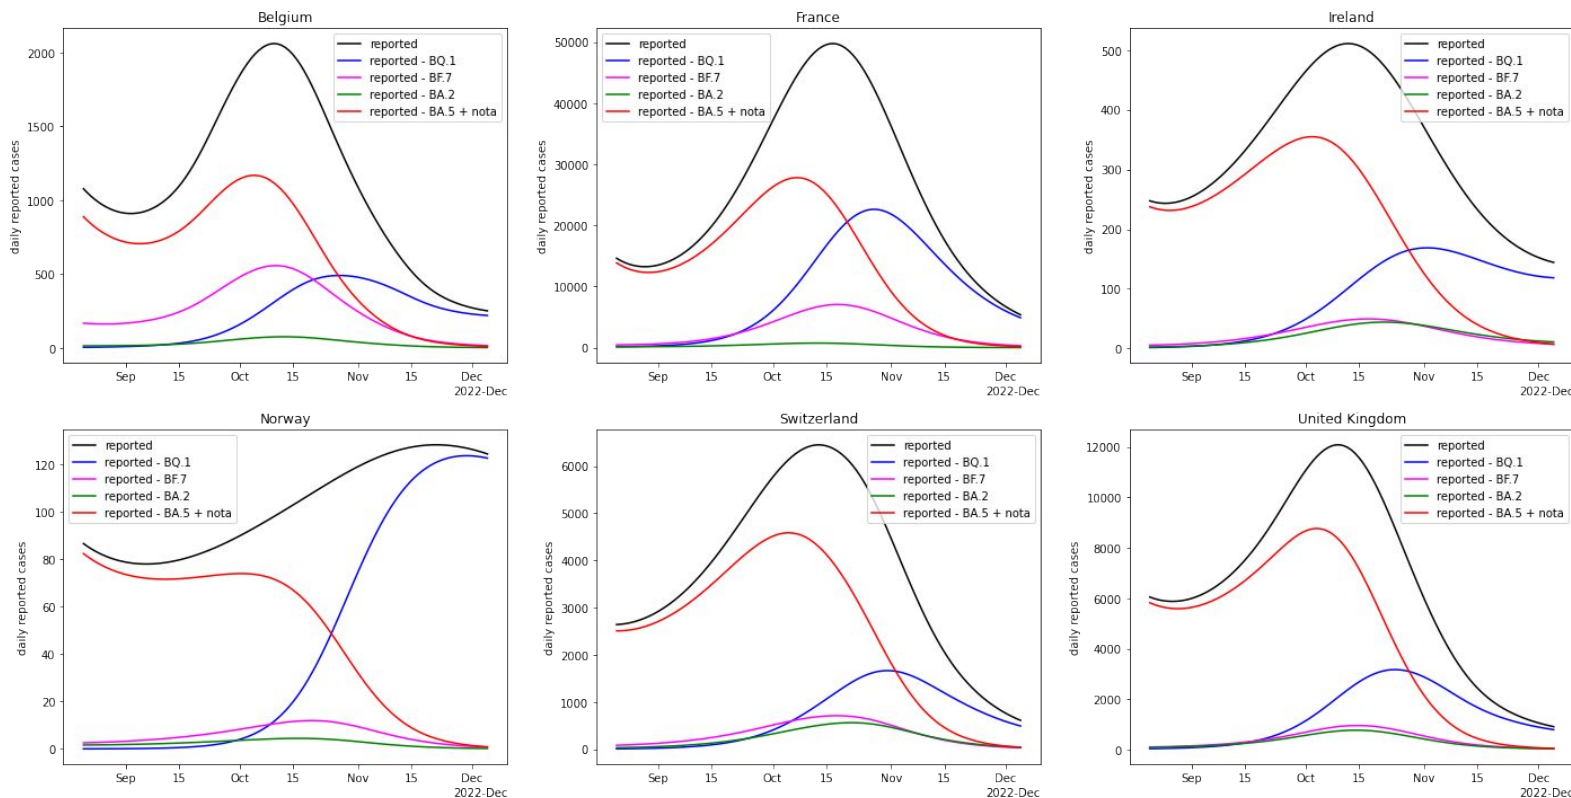 Belgium
daily reported cases
2000
1500
1000
500
0
reported
reported - BQ.1
reported - BF.7
reported - BA.2
reported - BA.5 + nota
Sep 15 Oct 15 Nov 15 Dec
2022-Dec
France
daily reported cases
50000
40000
30000
20000
10000
0
reported
reported - BQ.1
reported - BF.7
reported - BA.2
reported - BA.5 + nota
Sep 15 Oct 15 Nov 15 Dec
2022-Dec
Ireland
daily reported cases
500
400
300
200
100
0
reported
reported - BQ.1
reported - BF.7
reported - BA.2
reported - BA.5 + nota
Sep 15 Oct 15 Nov 15 Dec
2022-Dec
Norway
daily reported cases
120
100
80
60
40
20
0
reported
reported - BQ.1
reported - BF.7
reported - BA.2
reported - BA.5 + nota
Sep 15 Oct 15 Nov 15 Dec
2022-Dec
Switzerland
daily reported cases
6000
5000
4000
3000
2000
1000
0
reported
reported - BQ.1
reported - BF.7
reported - BA.2
reported - BA.5 + nota
Sep 15 Oct 15 Nov 15 Dec
2022-Dec
United Kingdom
daily reported cases
12000
10000
8000
6000
4000
2000
0
reported
reported - BQ.1
reported - BF.7
reported - BA.2
reported - BA.5 + nota
Sep 15 Oct 15 Nov 15 Dec
2022-Dec